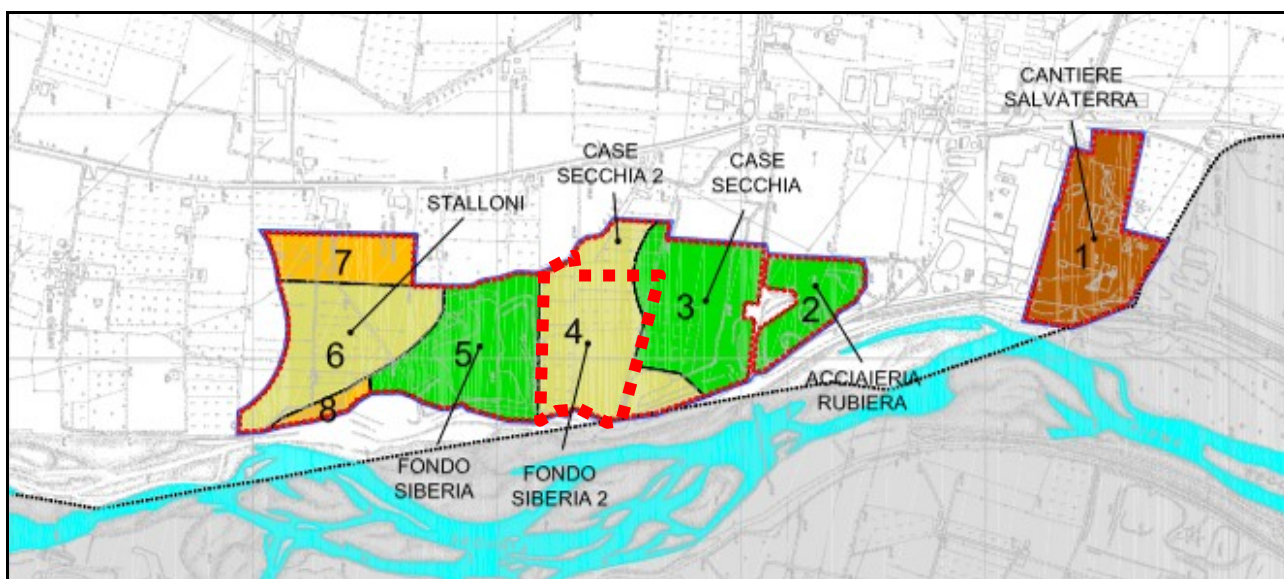 CANTIERE
SALVATERRA
CASE
SECCHIA 2
CASE
SECCHIA
STALLONI
7
1
3
2
4
5
6
8
ACCIAIERIA
RUBIERA
FONDO
SIBERIA
FONDO
SIBERIA 2